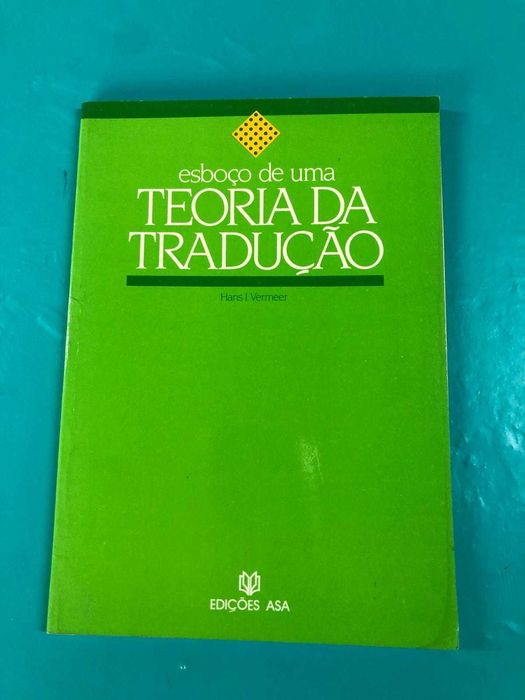 esboço de uma
TEORIA DA
TRADUÇÃO
Hans J. Vermeer
EDIÇÕES ASA